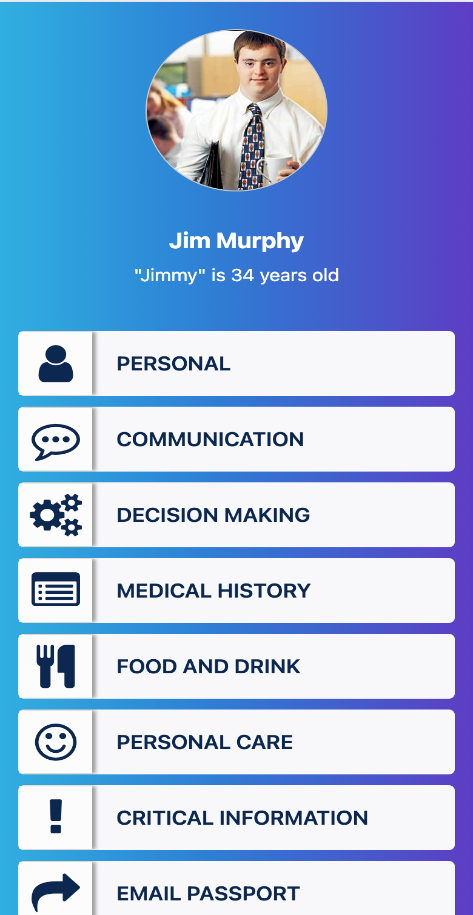 Jim Murphy
"Jimmy" is 34 years old
PERSONAL
COMMUNICATION
DECISION MAKING
MEDICAL HISTORY
FOOD AND DRINK
PERSONAL CARE
CRITICAL INFORMATION
EMAIL PASSPORT